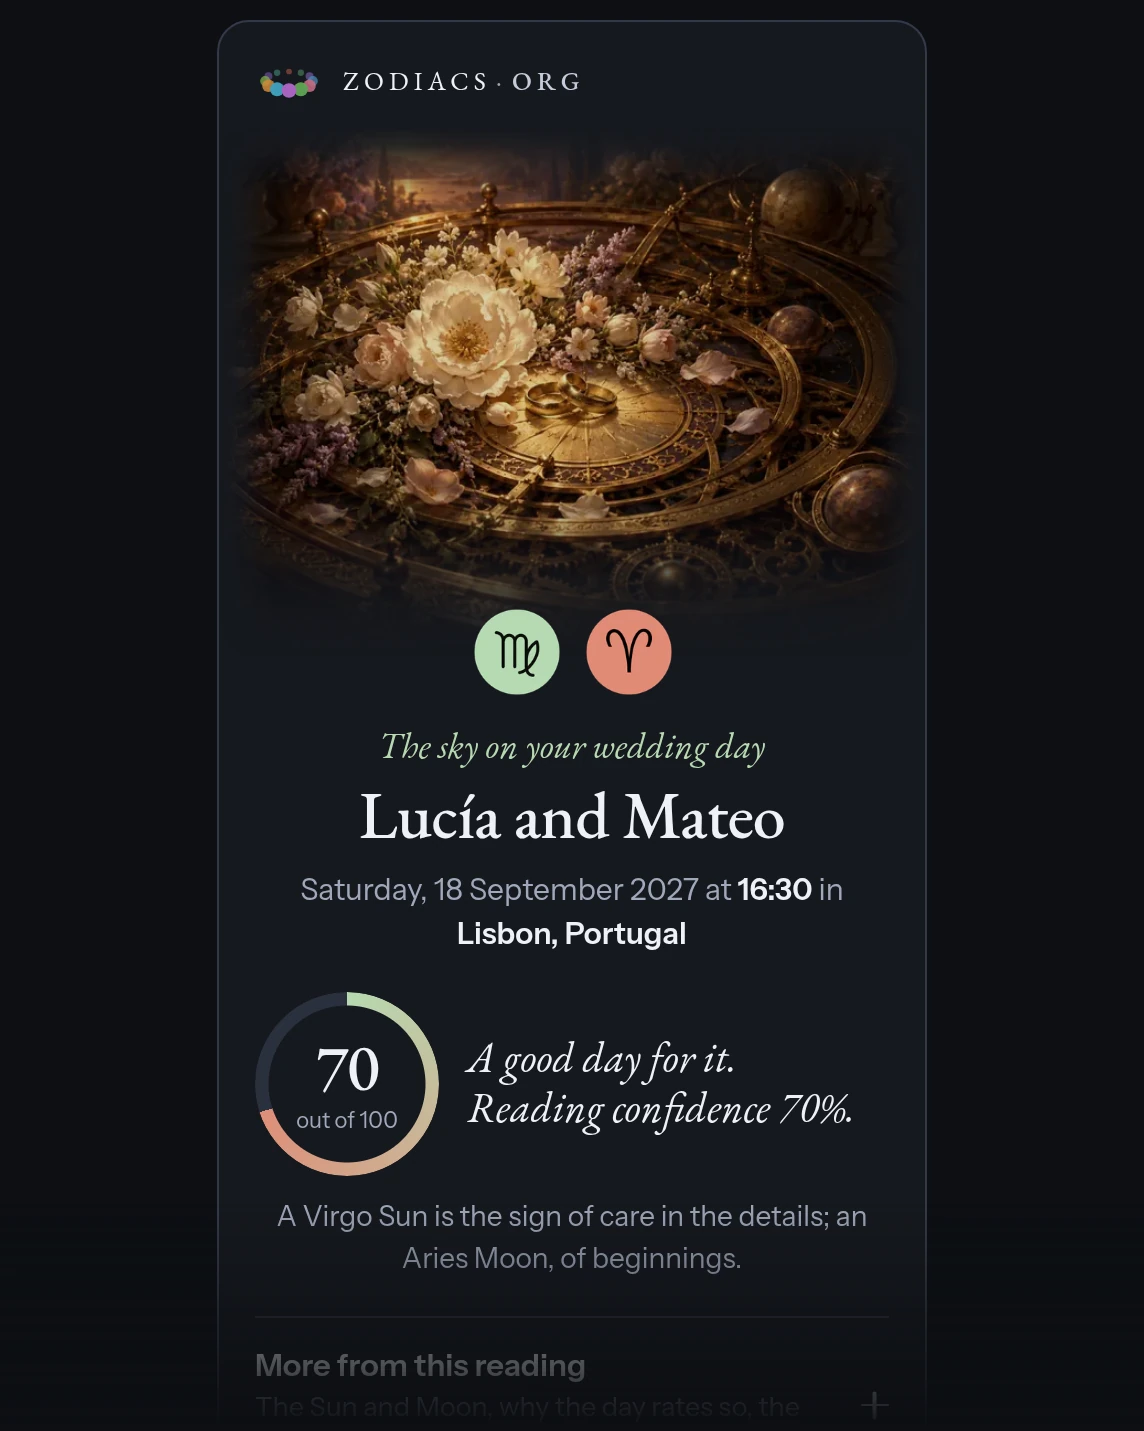 ZODIACS · ORG
The sky on your wedding day
Lucía and Mateo
Saturday, 18 September 2027 at 16:30 in
Lisbon, Portugal
70
out of 100
A good day for it.
Reading confidence 70%.
A Virgo Sun is the sign of care in the details; an
Aries Moon, of beginnings.
More from this reading
The Sun and Moon, why the day rates so, the